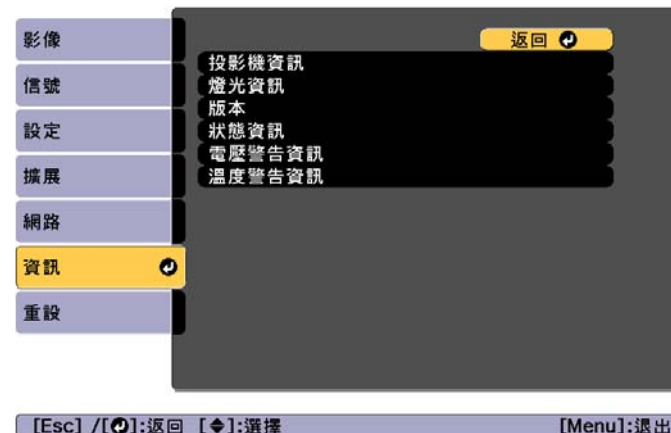 影像
信號
設定
擴展
網路
資訊
重設
返回
投影機資訊
燈光資訊
版本
狀態資訊
電壓警告資訊
溫度警告資訊
[Esc] /[]:返回 []:選擇 [Menu]:退出